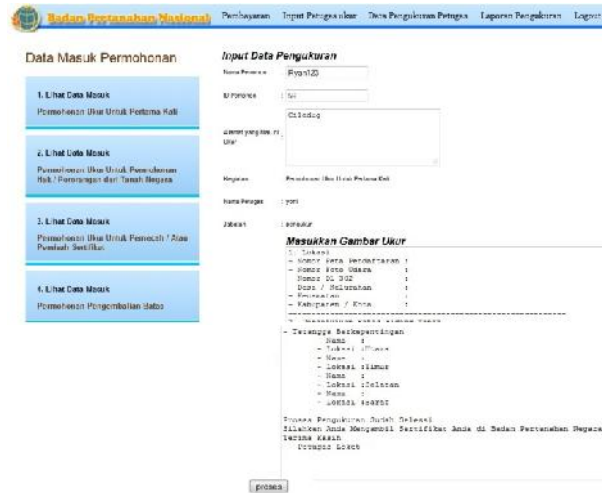 Badan Pertanahan Nasional
Pembayaran Input Petugas ukur Data Pengukuran Petugas Laporan Pengukuran Logout
Data Masuk Permohonan
1. Lihat Data Masuk
Permohonan Ukur Untuk Pertama Kali
2. Lihat Data Masuk
Permohonan Ukur Untuk Permohonan
Hak / Perorangan dari Tanah Negara
3. Lihat Data Masuk
Permohonan Ukur Untuk Pemecah / Atau
Pemisah Sertifikat
4. Lihat Data Masuk
Permohonan Pengembalian Batas
Input Data Pengukuran
Nama Pemohon : Ryan123
ID Pemohon :
Alamat yang
Ukur
Ciledug
Kegiatan Permohonan Ukur Untuk Pertama Kali
Nama Petugas : yoni
Jabatan :
Masukkan Gambar Ukur
1. Lokasi
- Nomor Peta Pendaftaran :
- Nomor Foto Udara :
Nomor DI 302 :
Desa / Kelurahan :
- Kecamatan :
- Kabupaten / Kota :
- Tetangga Berkepentingan
- Nama :
- Lokasi :Utara
- Nama :
- Lokasi :Timur
- Nama :
- Lokasi :Selatan
- Nama :
- Lokasi :Barat
Proses Pengukuran Sudah Selesai
Silahkan Anda Mengambil Sertifikat Anda di Badan Pertanahan Negara
Terima Kasih
Petugas Loket
proses